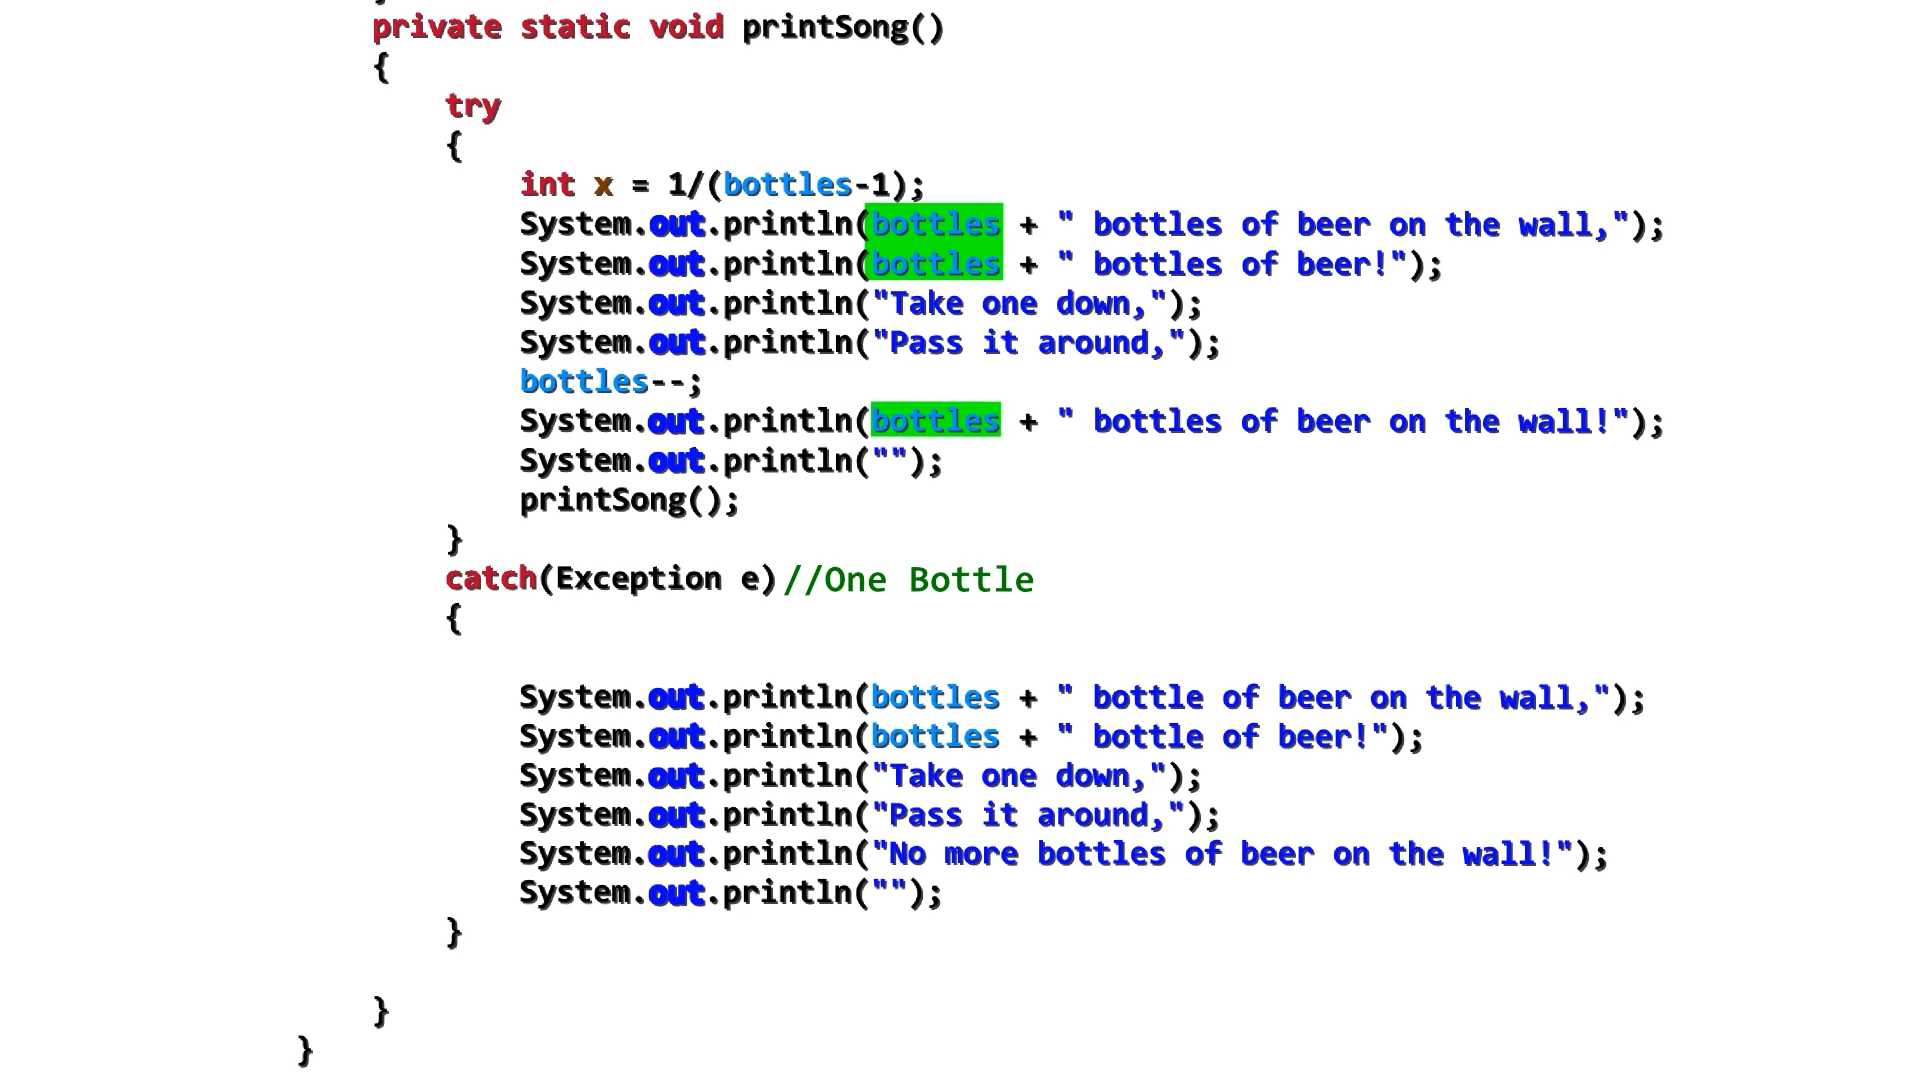 private static void printSong()
{
try
{
int x = 1/(bottles-1);
System.out.println(bottles + " bottles of beer on the wall,");
System.out.println(bottles + " bottles of beer!");
System.out.println("Take one down,");
System.out.println("Pass it around,");
bottles--;
System.out.println(bottles + " bottles of beer on the wall!");
System.out.println("");
printSong();
}
catch(Exception e)//One Bottle
{
System.out.println(bottles + " bottle of beer on the wall,");
System.out.println(bottles + " bottle of beer!");
System.out.println("Take one down,");
System.out.println("Pass it around,");
System.out.println("No more bottles of beer on the wall!");
System.out.println("");
}
}
}